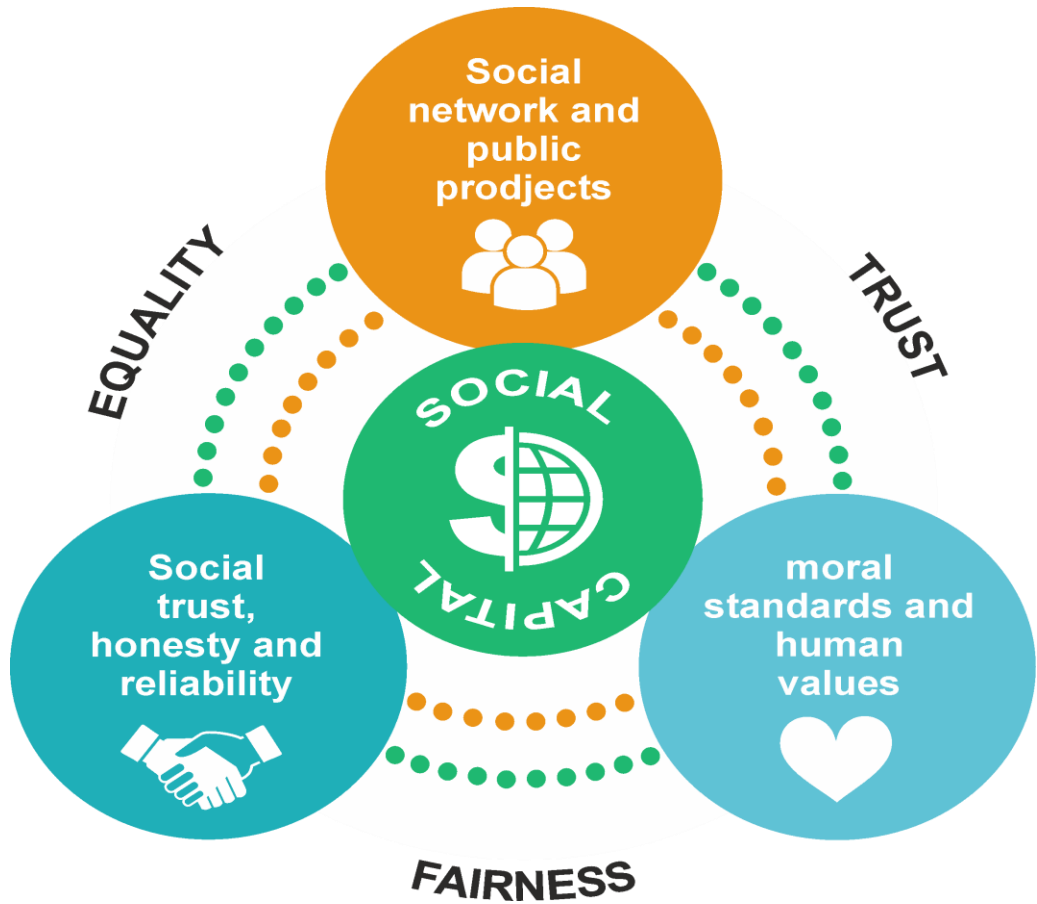 Social
network and
public
prodjects
EQUALITY
TRUST
SOCIAL
CAPITAL
Social
trust,
honesty and
reliability
moral
standards and
human
values
FAIRNESS